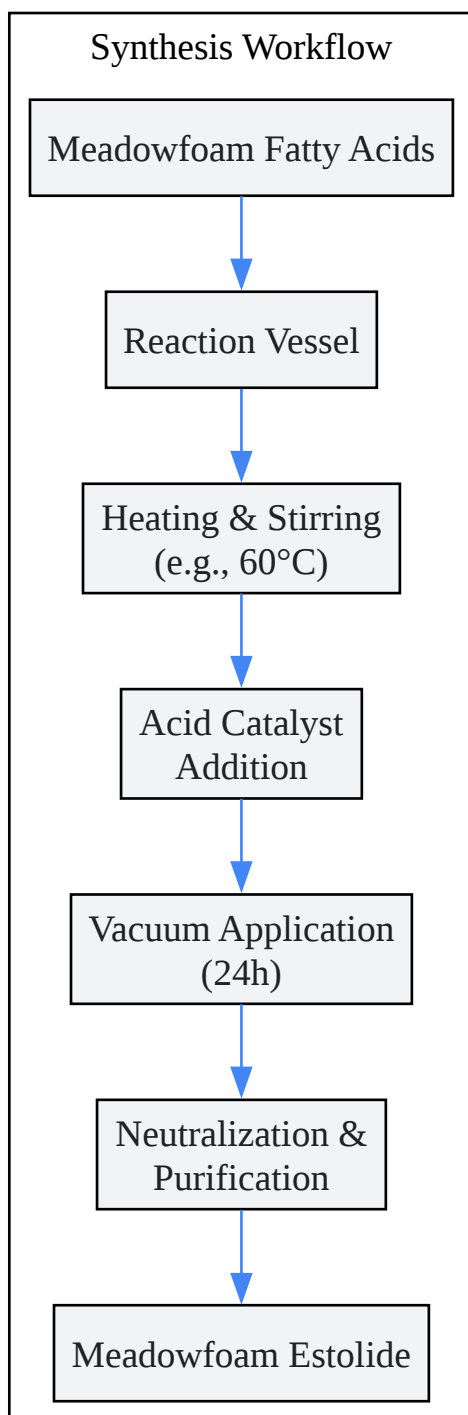 Synthesis Workflow
Meadowfoam Fatty Acids
Reaction Vessel
Heating & Stirring
(e.g., 60°C)
Acid Catalyst
Addition
Vacuum Application
(24h)
Neutralization &
Purification
Meadowfoam Estolide